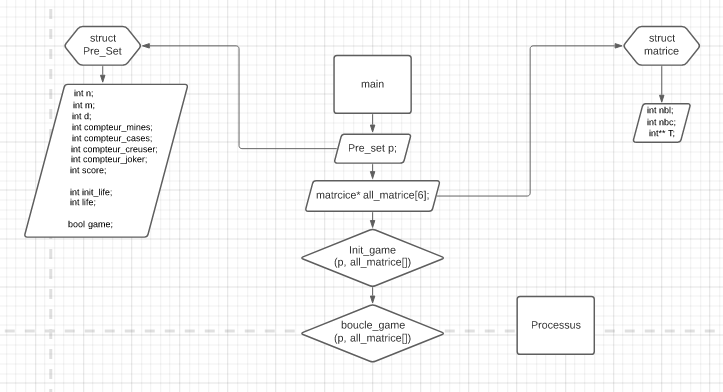 struct
Pre_Set
int n;
int m;
int d;
int compteur_mines;
int compteur_cases;
int compteur_creuser;
int compteur_joker;
int score;
int init_life;
int life;
bool game;
main
Pre_set p;
matrcice* all_matrice[6];
Init_game
(p, all_matrice[])
boucle_game
(p, all_matrice[])
struct
matrice
int nbl;
int nbc;
int** T;
Processus